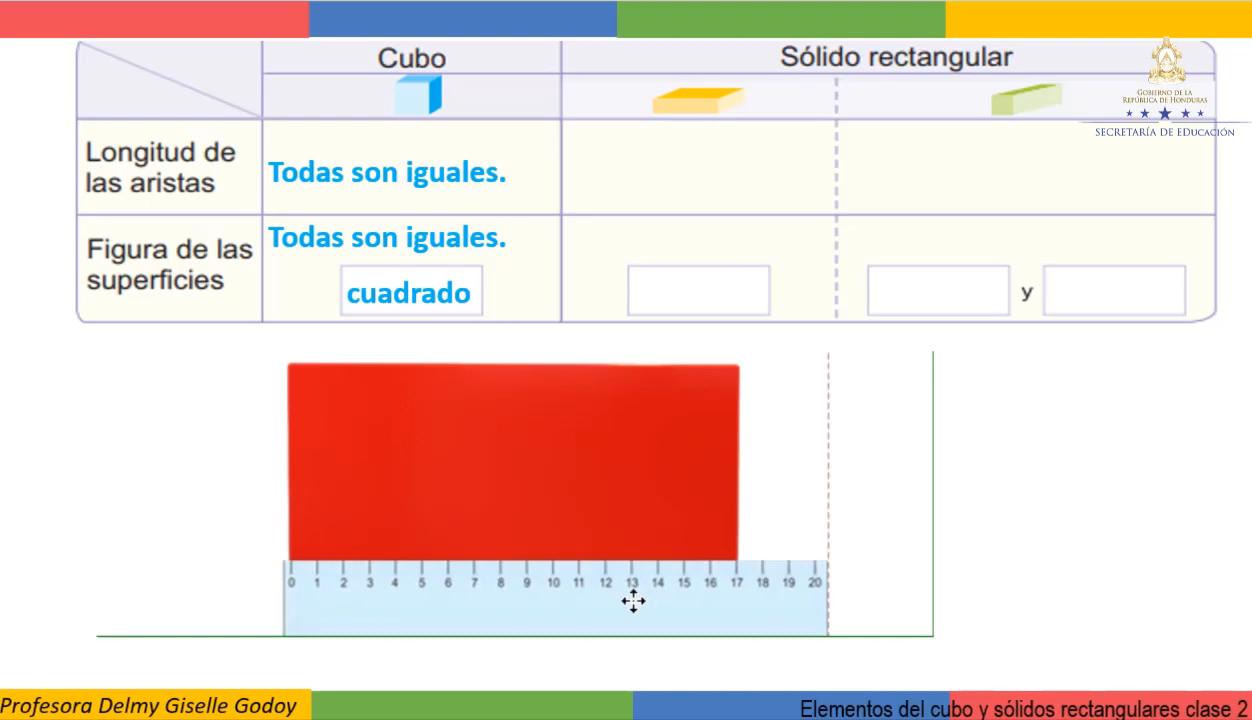 Cubo
Sólido rectangular
GOBIERNO DE LA
REPÚBLICA DE HONDURAS
SECRETARÍA DE EDUCACIÓN
Longitud de
las aristas
Todas son iguales.
Figura de las
superficies
Todas son iguales.
cuadrado
y
0 1 2 3 4 5 6 7 8 9 10 11 12 13 14 15 16 17 18 19 20
Profesora Delmy Giselle Godoy
Elementos del cubo y sólidos rectangulares clase 2